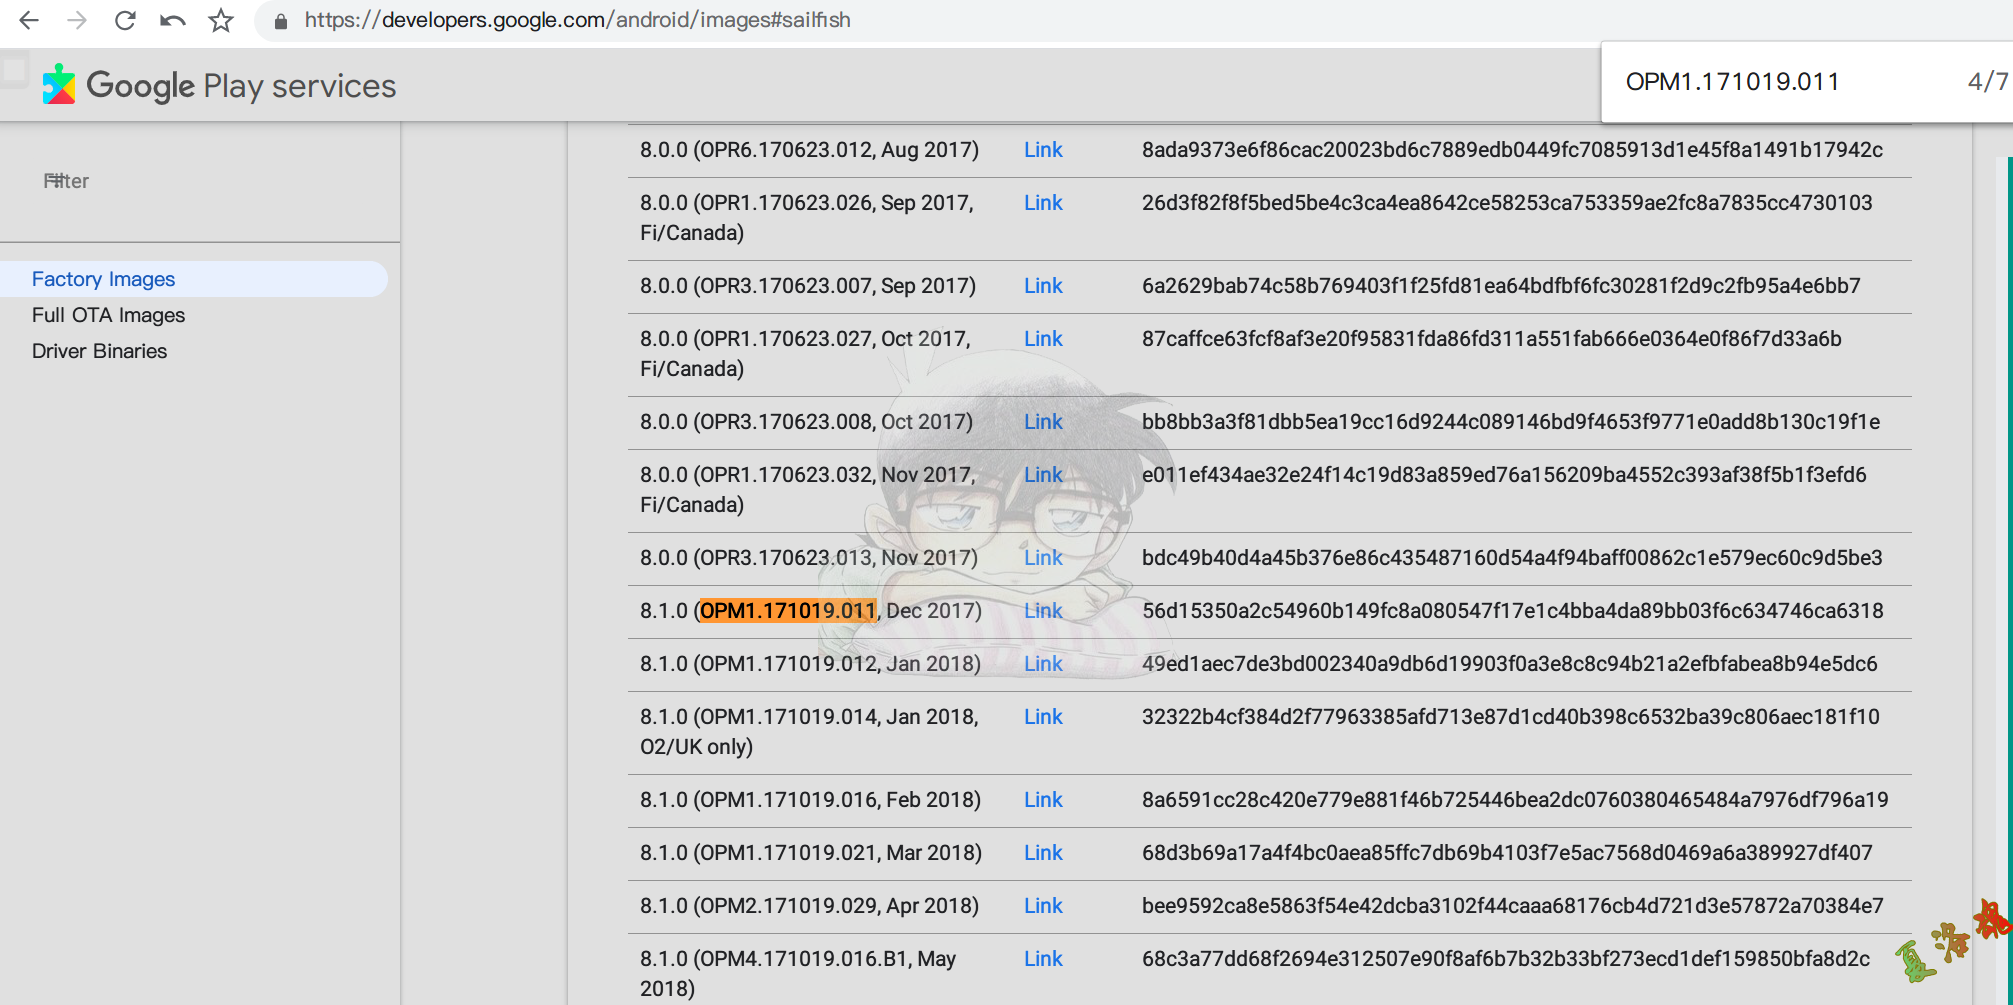 https://developers.google.com/android/images#sailfish
OPM1.171019.011 4/7
Google Play services
Filter
Factory Images
Full OTA Images
Driver Binaries
8.0.0 (OPR6.170623.012, Aug 2017) Link 8ada9373e6f86cac20023bd6c7889edb0449fc7085913d1e45f8a1491b17942c
8.0.0 (OPR1.170623.026, Sep 2017, Link 26d3f82f8f5bed5be4c3ca4ea8642ce58253ca753359ae2fc8a7835cc4730103
Fi/Canada)
8.0.0 (OPR3.170623.007, Sep 2017) Link 6a2629bab74c58b769403f1f25fd81ea64bdfbf6fc30281f2d9c2fb95a4e6bb7
8.0.0 (OPR1.170623.027, Oct 2017, Link 87caffce63fcf8af3e20f95831fda86fd311a551fab666e0364e0f86f7d33a6b
Fi/Canada)
8.0.0 (OPR3.170623.008, Oct 2017) Link bb8bb3a3f81dbb5ea19cc16d9244c089146bd9f4653f9771e0add8b130c19f1e
8.0.0 (OPR1.170623.032, Nov 2017, Link e011ef434ae32e24f14c19d83a859ed76a156209ba4552c393af38f5b1f3efd6
Fi/Canada)
8.0.0 (OPR3.170623.013, Nov 2017) Link bdc49b40d4a45b376e86c435487160d54a4f94baff00862c1e579ec60c9d5be3
8.1.0 (OPM1.171019.011, Dec 2017) Link 56d15350a2c54960b149fc8a080547f17e1c4bba4da89bb03f6c634746ca6318
8.1.0 (OPM1.171019.012, Jan 2018) Link 49ed1aec7de3bd002340a9db6d19903f0a3e8c8c94b21a2efbfabea8b94e5dc6
8.1.0 (OPM1.171019.014, Jan 2018, Link 32322b4cf384d2f77963385afd713e87d1cd40b398c6532ba39c806aec181f10
O2/UK only)
8.1.0 (OPM1.171019.016, Feb 2018) Link 8a6591cc28c420e779e881f46b725446bea2dc0760380465484a7976df796a19
8.1.0 (OPM1.171019.021, Mar 2018) Link 68d3b69a17a4f4bc0aea85ffc7db69b4103f7e5ac7568d0469a6a389927df407
8.1.0 (OPM2.171019.029, Apr 2018) Link bee9592ca8e5863f54e42dcba3102f44caaa68176cb4d721d3e57872a70384e7
8.1.0 (OPM4.171019.016.B1, May Link 68c3a77dd68f2694e312507e90f8af6b7b32b33bf273ecd1def159850bfa8d2c
2018)
夏洛魂